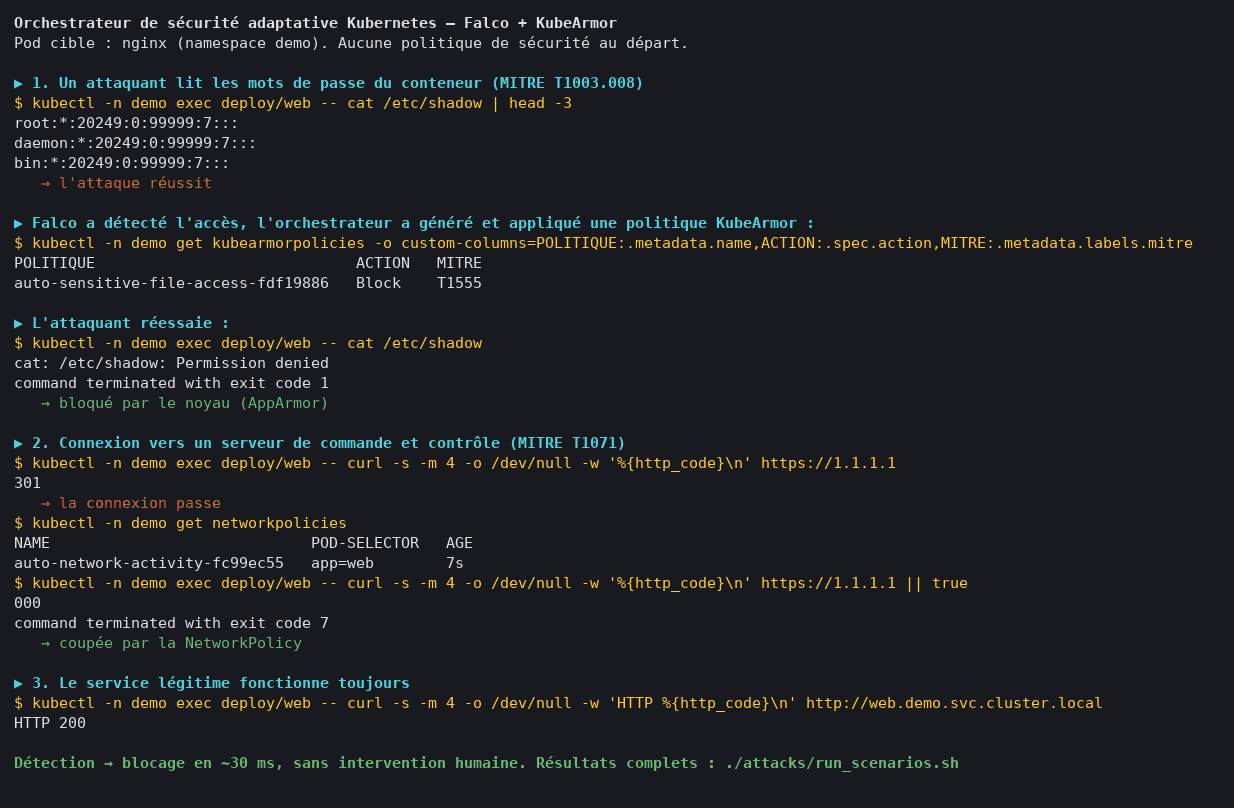 Orchestrateur de sécurité adaptative Kubernetes — Falco + KubeArmor
Pod cible : nginx (namespace demo). Aucune politique de sécurité au départ.
▶ 1. Un attaquant lit les mots de passe du conteneur (MITRE T1003.008)
$ kubectl -n demo exec deploy/web -- cat /etc/shadow | head -3
root:*:20249:0:99999:7:::
daemon:*:20249:0:99999:7:::
bin:*:20249:0:99999:7:::
→ l'attaque réussit
▶ Falco a détecté l'accès, l'orchestrateur a généré et appliqué une politique KubeArmor :
$ kubectl -n demo get kubearmorpolicies -o custom-columns=POLITIQUE:.metadata.name,ACTION:.spec.action,MITRE:.metadata.labels.mitre
POLITIQUE ACTION MITRE
auto-sensitive-file-access-fdf19886 Block T1555
▶ L'attaquant réessaie :
$ kubectl -n demo exec deploy/web -- cat /etc/shadow
cat: /etc/shadow: Permission denied
command terminated with exit code 1
→ bloqué par le noyau (AppArmor)
▶ 2. Connexion vers un serveur de commande et contrôle (MITRE T1071)
$ kubectl -n demo exec deploy/web -- curl -s -m 4 -o /dev/null -w '%{http_code}\n' https://1.1.1.1
301
→ la connexion passe
$ kubectl -n demo get networkpolicies
NAME POD-SELECTOR AGE
auto-network-activity-fc99ec55 app=web 7s
$ kubectl -n demo exec deploy/web -- curl -s -m 4 -o /dev/null -w '%{http_code}\n' https://1.1.1.1 || true
000
command terminated with exit code 7
→ coupée par la NetworkPolicy
▶ 3. Le service légitime fonctionne toujours
$ kubectl -n demo exec deploy/web -- curl -s -m 4 -o /dev/null -w 'HTTP %{http_code}\n' http://web.demo.svc.cluster.local
HTTP 200
Détection → blocage en ~30 ms, sans intervention humaine. Résultats complets : ./attacks/run_scenarios.sh